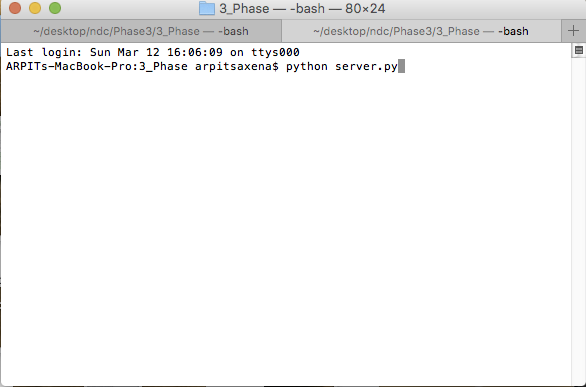 3_Phase — -bash — 80×24
~/desktop/ndc/Phase3/3_Phase — -bash
~/desktop/ndc/Phase3/3_Phase — -bash
Last login: Sun Mar 12 16:06:09 on ttys000
ARPITs-MacBook-Pro:3_Phase arpitsaxena$ python server.py